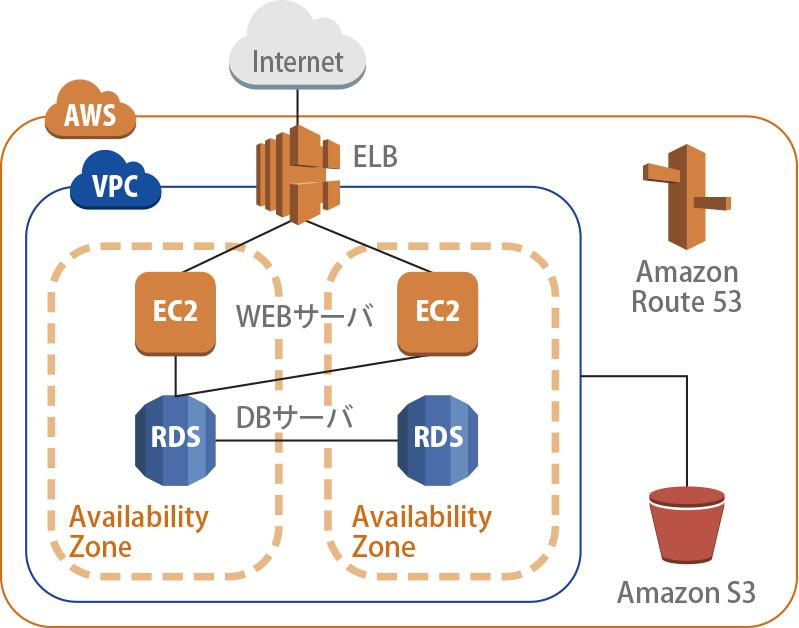 Internet
AWS
ELB
VPC
Amazon
Route 53
EC2
WEBサーバ
EC2
RDS
DBサーバ
RDS
Availability
Zone
Availability
Zone
Amazon S3